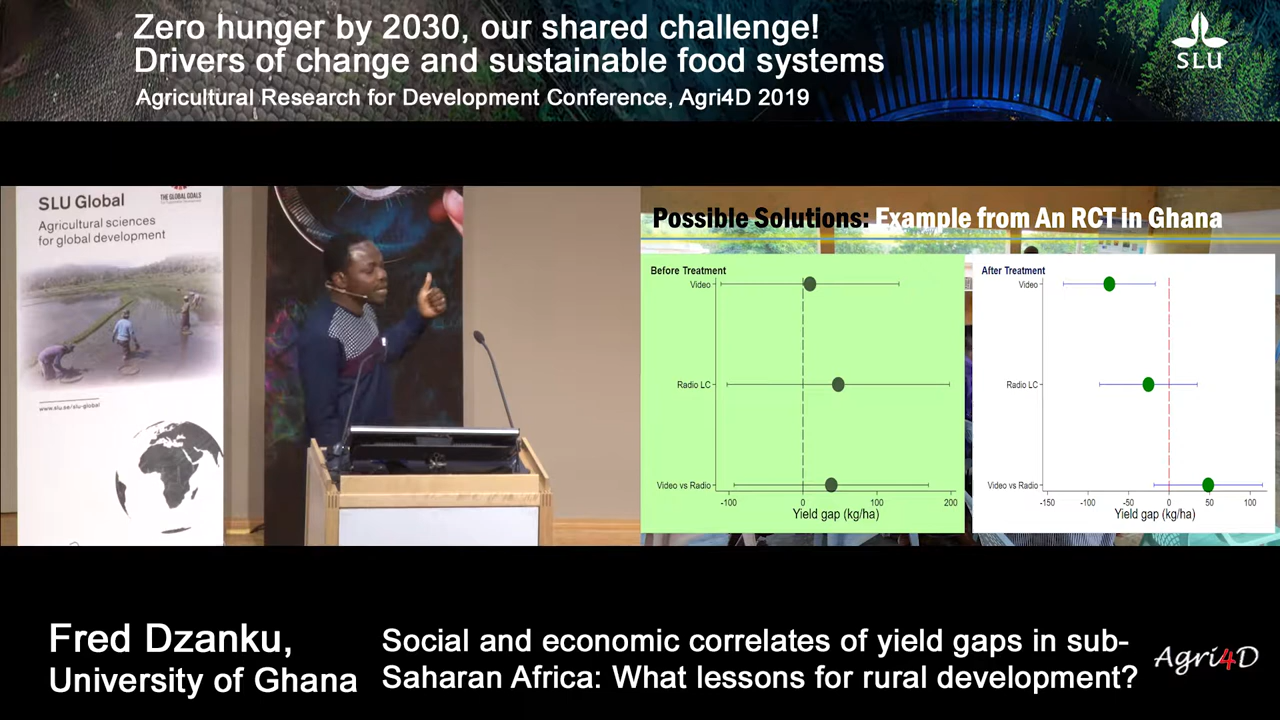 Zero hunger by 2030, our shared challenge!
Drivers of change and sustainable food systems
Agricultural Research for Development Conference, Agri4D 2019
SLU
SLU Global
Agricultural sciences
for global development
THE GLOBAL GOALS
www.slu.se/slu-global
Possible Solutions: Example from An RCT in Ghana
Before Treatment
Video
Radio LC
Video vs Radio
-100 0 100 200
Yield gap (kg/ha)
After Treatment
Video
Radio LC
Video vs Radio
-150 -100 -50 0 50 100
Yield gap (kg/ha)
Fred Dzanku,
University of Ghana
Social and economic correlates of yield gaps in sub-
Saharan Africa: What lessons for rural development?
Agri4D